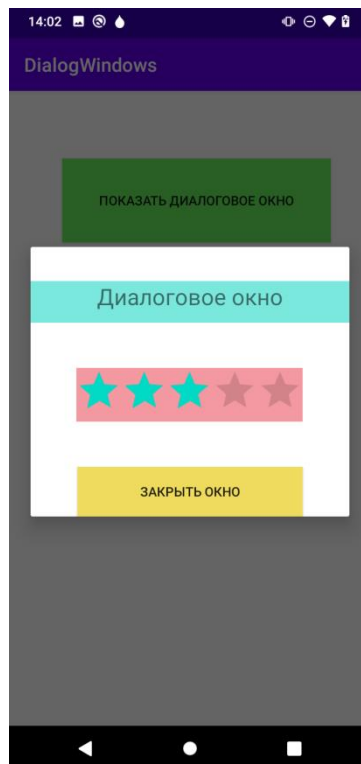 14:02
DialogWindows
ПОКАЗАТЬ ДИАЛОГОВОЕ ОКНО
Диалоговое окно
ЗАКРЫТЬ ОКНО